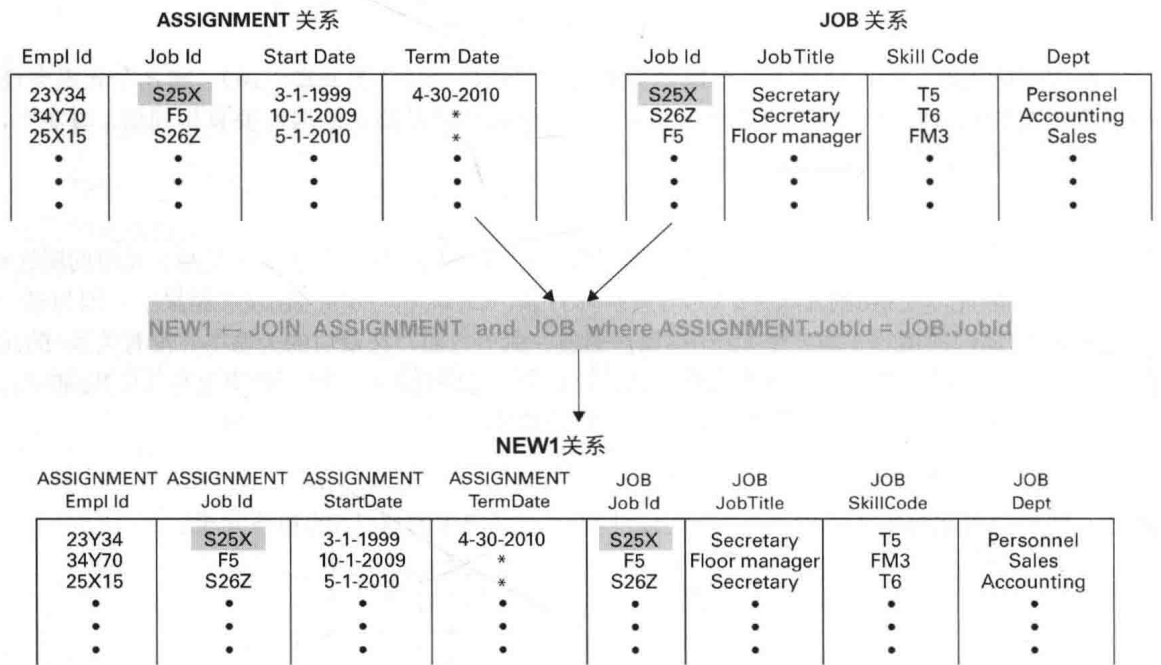 ASSIGNMENT 关系
Empl Id Job Id Start Date Term Date
23Y34 S25X 3-1-1999 4-30-2010
34Y70 F5 10-1-2009 *
25X15 S26Z 5-1-2010 *
JOB 关系
Job Id JobTitle Skill Code Dept
S25X Secretary T5 Personnel
S26Z Secretary T6 Accounting
F5 Floor manager FM3 Sales
NEW1 ← JOIN ASSIGNMENT and JOB where ASSIGNMENT.JobId = JOB.JobId
NEW1关系
ASSIGNMENT ASSIGNMENT ASSIGNMENT ASSIGNMENT JOB JOB JOB JOB
Empl Id Job Id StartDate TermDate Job Id JobTitle SkillCode Dept
23Y34 S25X 3-1-1999 4-30-2010 S25X Secretary T5 Personnel
34Y70 F5 10-1-2009 * F5 Floor manager FM3 Sales
25X15 S26Z 5-1-2010 * S26Z Secretary T6 Accounting